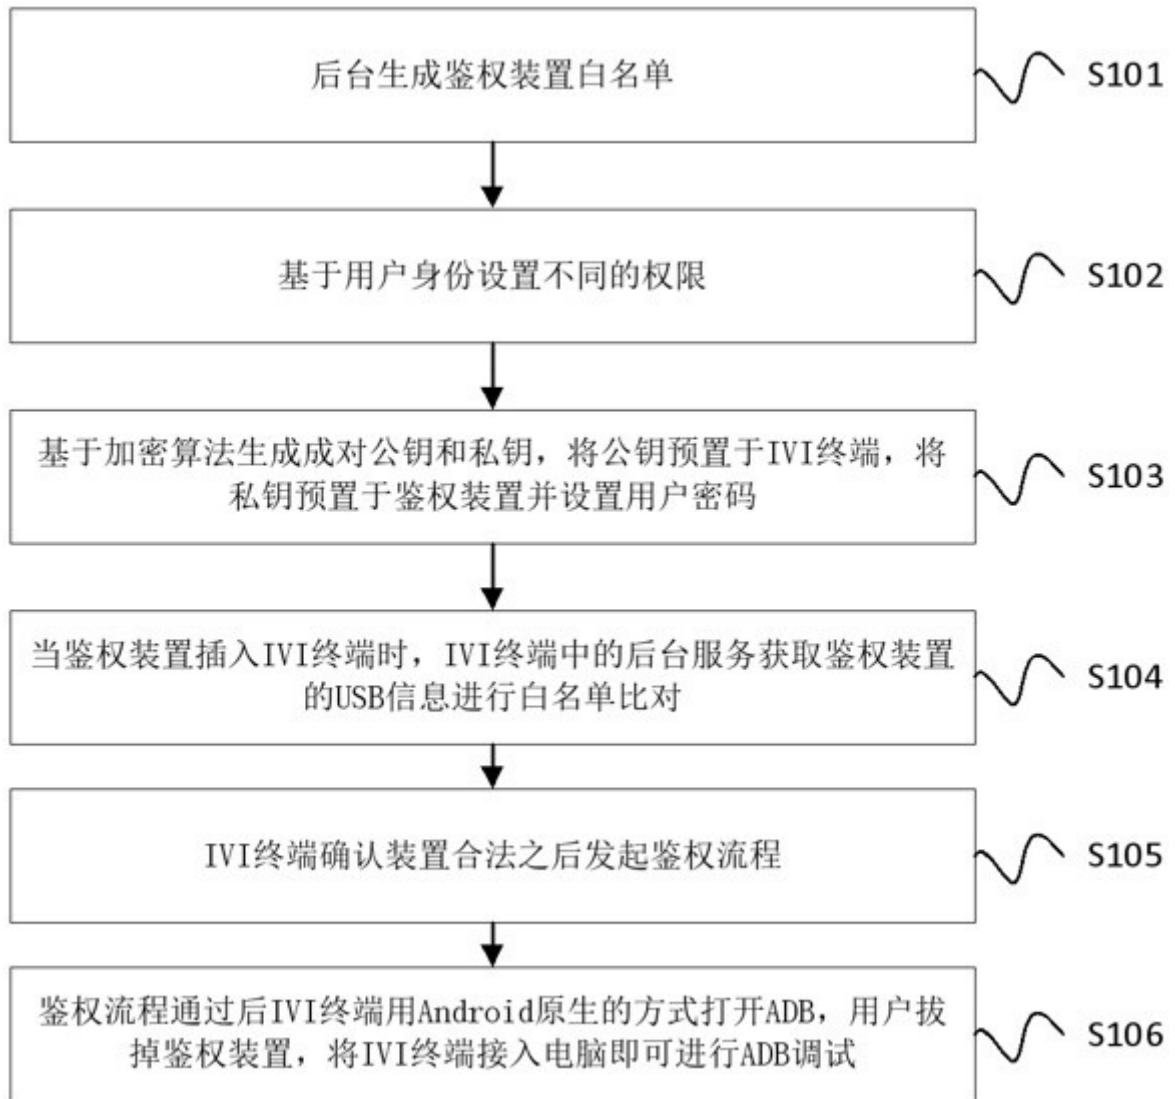 后台生成鉴权装置白名单
S101
基于用户身份设置不同的权限
S102
基于加密算法生成成对公钥和私钥，将公钥预置于IVI终端，将
私钥预置于鉴权装置并设置用户密码
S103
当鉴权装置插入IVI终端时，IVI终端中的后台服务获取鉴权装置
的USB信息进行白名单比对
S104
IVI终端确认装置合法之后发起鉴权流程
S105
鉴权流程通过后IVI终端用Android原生的方式打开ADB，用户拔
掉鉴权装置，将IVI终端接入电脑即可进行ADB调试
S106